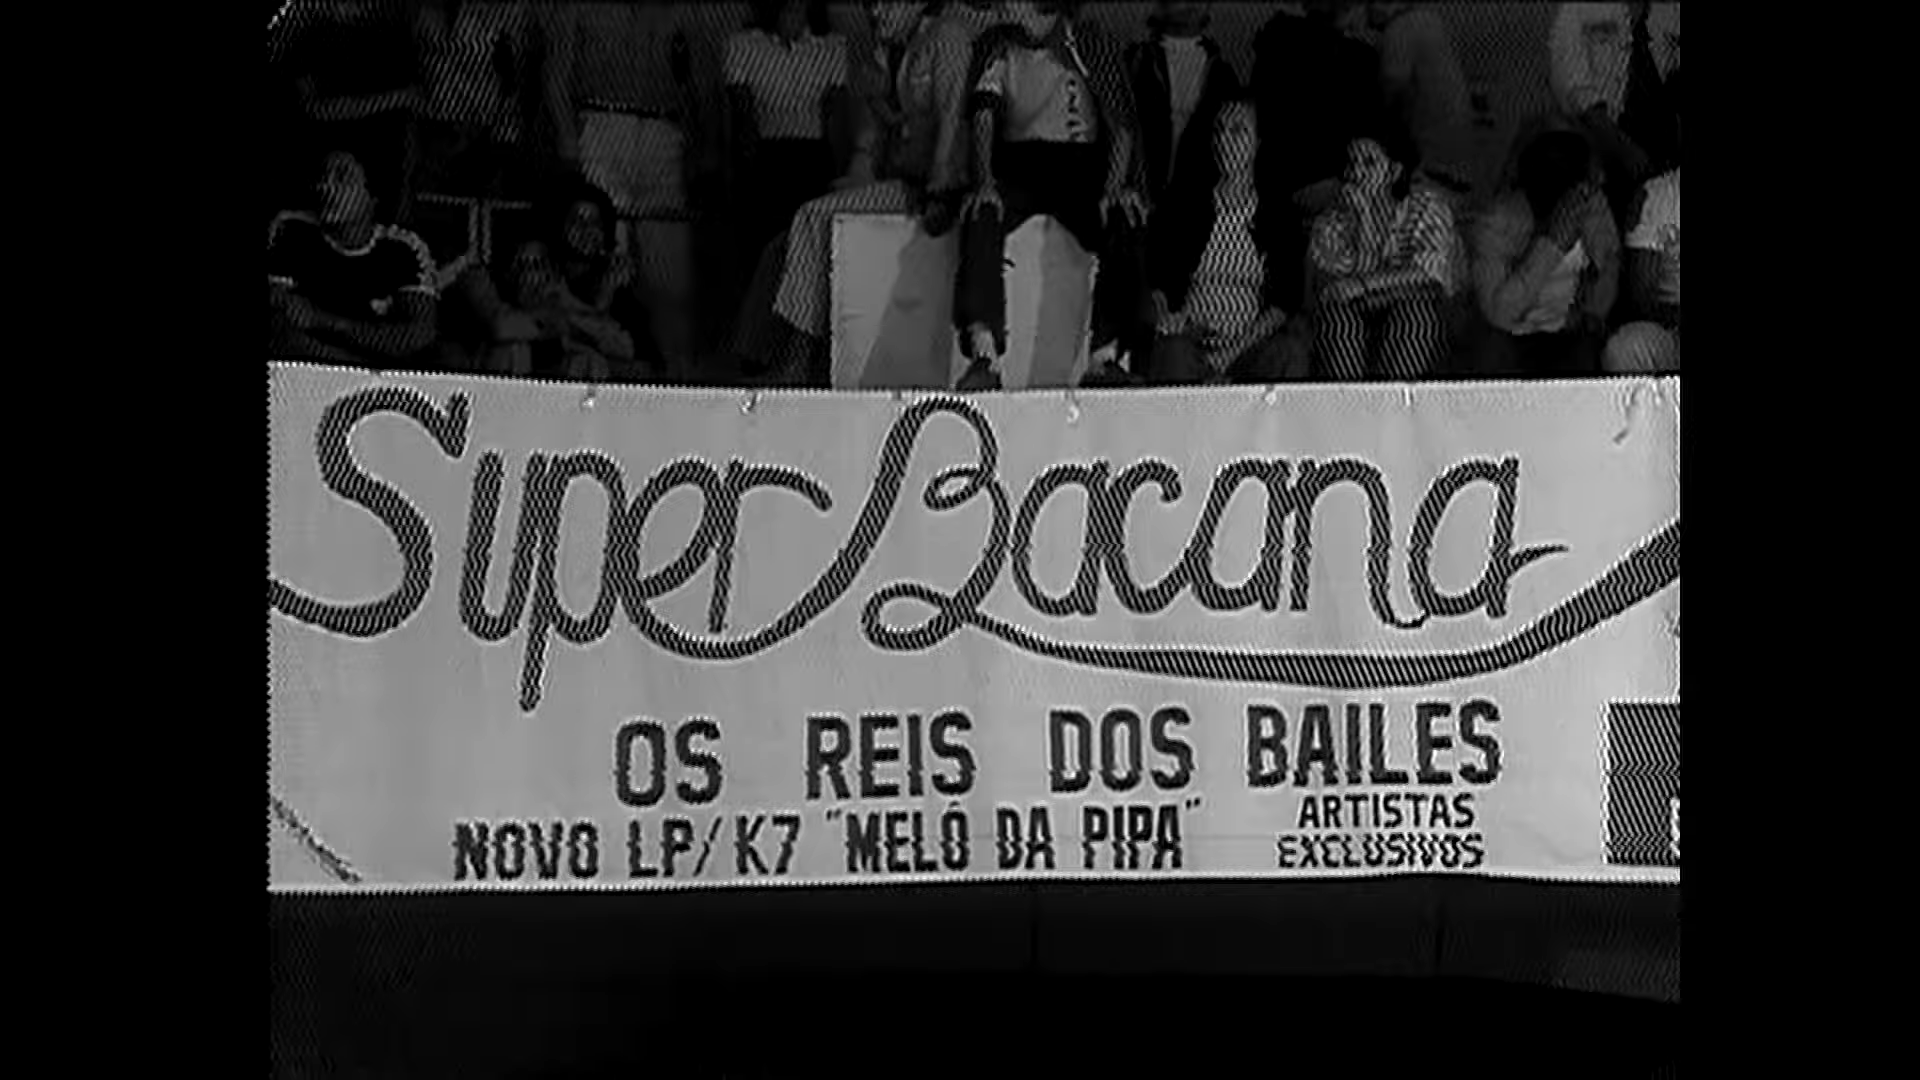 Super Bacana
OS REIS DOS BAILES
NOVO LP/K7 "MELÔ DA PIPA"
ARTISTAS
EXCLUSIVOS